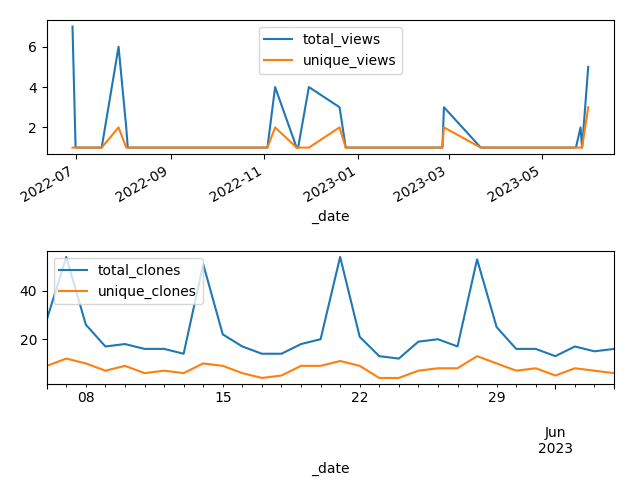 6
4
2
total_views
unique_views
2022-07
2022-09
2022-11
2023-01
2023-03
2023-05
_date
40
20
total_clones
unique_clones
08
15
22
29
Jun
2023
_date